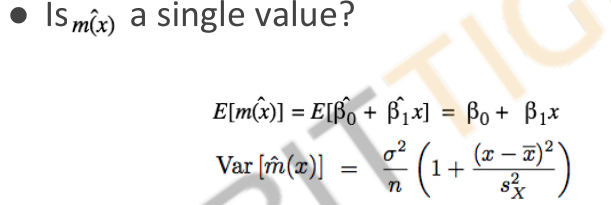 ● Is m̂(x) a single value?
E[m̂(x)] = E[β̂₀ + β̂₁x] = β₀ + β₁x
Var [m̂(x)] = σ²/n (1 + (x − x̄)²/s²_X)